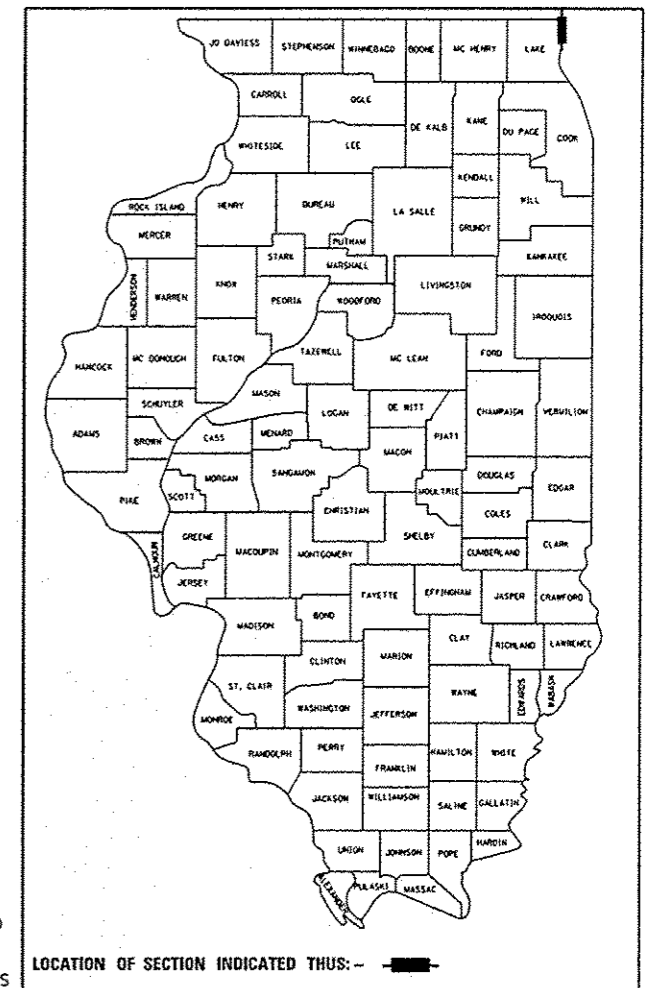 JO DAVIESS STEPHENSON WINNEBAGO BOONE MC HENRY LAKE
CARROLL OGLE DE KALB KANE DU PAGE COOK
WHITESIDE LEE
KENDALL
ROCK ISLAND HENRY BUREAU LA SALLE WILL
MERCER PUTNAM GRUNDY
STARK MARSHALL KANKAKEE
HENDERSON WARREN KNOX PEORIA WOODFORD LIVINGSTON
IROQUOIS
HANCOCK MC DONOUGH FULTON TAZEWELL MC LEAN FORD
SCHUYLER MASON LOGAN DE WITT CHAMPAIGN VERMILION
ADAMS BROWN CASS MENARD MACON PIATT
PIKE SCOTT MORGAN SANGAMON MOULTRIE DOUGLAS EDGAR
CHRISTIAN COLES
CALHOUN GREENE MACOUPIN MONTGOMERY SHELBY CUMBERLAND CLARK
JERSEY FAYETTE EFFINGHAM JASPER CRAWFORD
MADISON BOND CLAY RICHLAND LAWRENCE
CLINTON MARION
ST. CLAIR WAYNE EDWARDS WABASH
MONROE WASHINGTON JEFFERSON
RANDOLPH PERRY HAMILTON WHITE
FRANKLIN
JACKSON WILLIAMSON SALINE GALLATIN
UNION JOHNSON POPE HARDIN
ALEXANDER PULASKI MASSAC
LOCATION OF SECTION INDICATED THUS: -